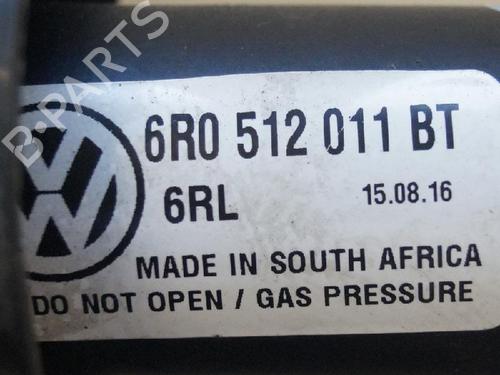 B-PARTS
6R0 512 011 BT
6RL 15.08.16
MADE IN SOUTH AFRICA
DO NOT OPEN / GAS PRESSURE